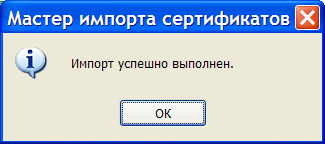 Мастер импорта сертификатов
Импорт успешно выполнен.
ОК